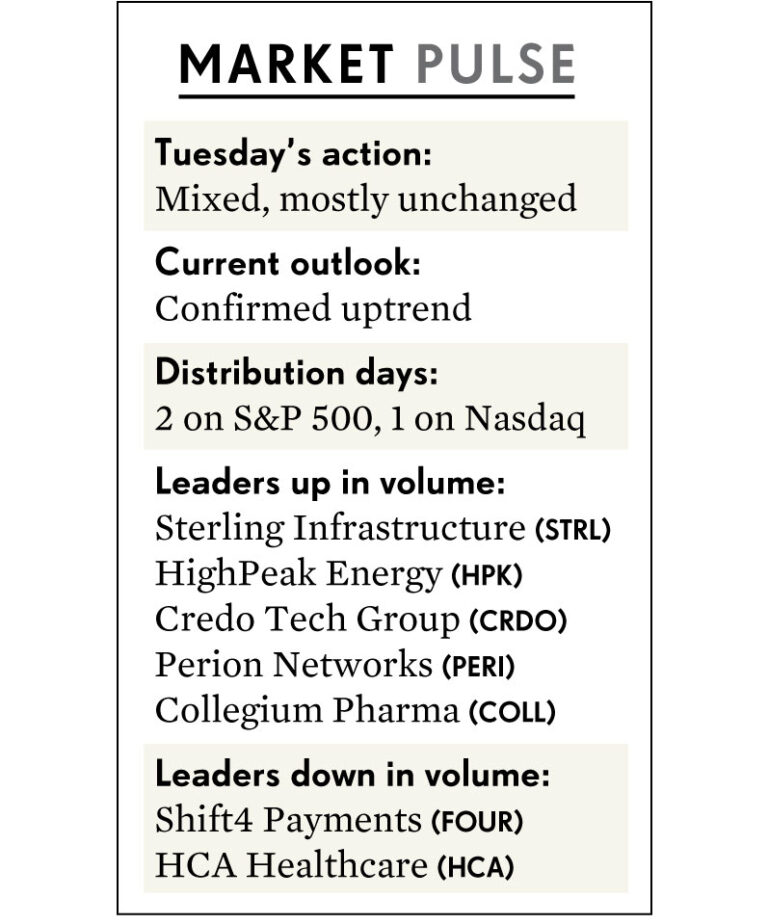 MARKET PULSE
Tuesday’s action:
Mixed, mostly unchanged
Current outlook:
Confirmed uptrend
Distribution days:
2 on S&P 500, 1 on Nasdaq
Leaders up in volume:
Sterling Infrastructure (STRL)
HighPeak Energy (HPK)
Credo Tech Group (CRDO)
Perion Networks (PERI)
Collegium Pharma (COLL)
Leaders down in volume:
Shift4 Payments (FOUR)
HCA Healthcare (HCA)